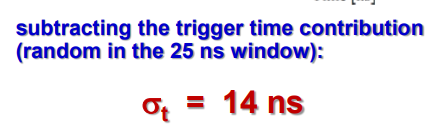 subtracting the trigger time contribution
(random in the 25 ns window):
σt = 14 ns